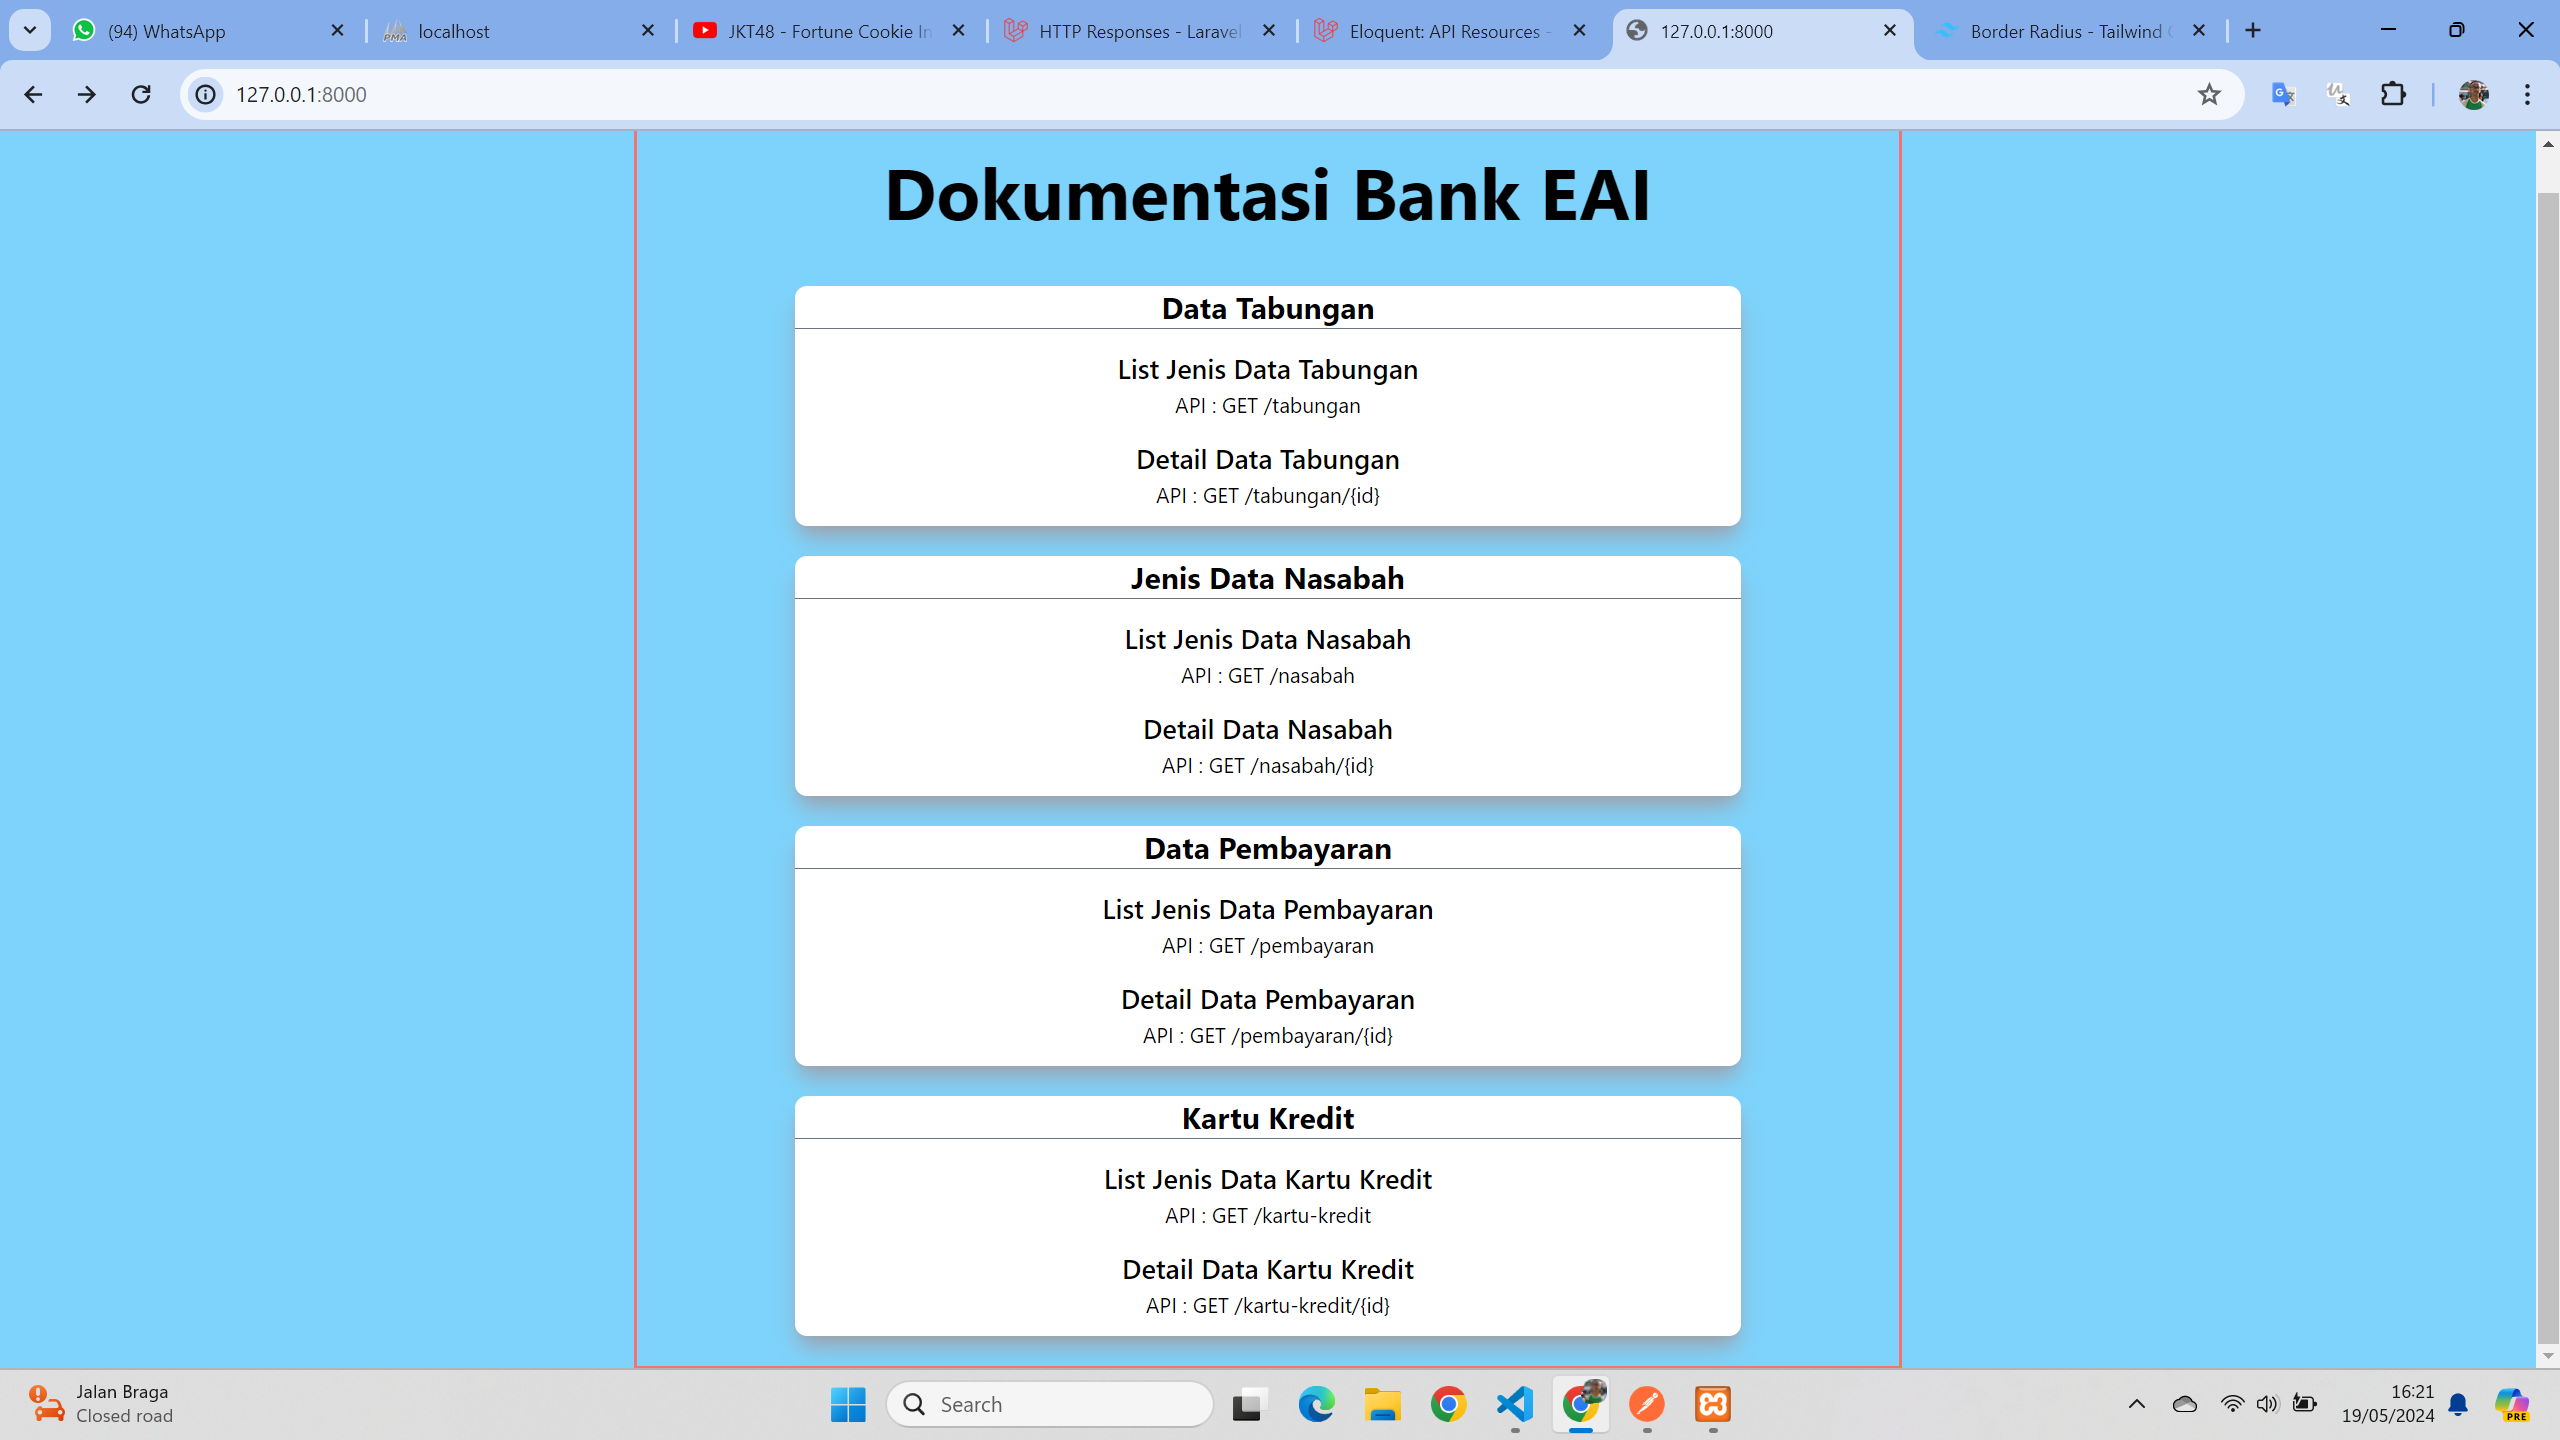 (94) WhatsApp
localhost
JKT48 - Fortune Cookie In
HTTP Responses - Laravel
Eloquent: API Resources -
127.0.0.1:8000
Border Radius - Tailwind C
127.0.0.1:8000
Dokumentasi Bank EAI
Data Tabungan
List Jenis Data Tabungan
API : GET /tabungan
Detail Data Tabungan
API : GET /tabungan/{id}
Jenis Data Nasabah
List Jenis Data Nasabah
API : GET /nasabah
Detail Data Nasabah
API : GET /nasabah/{id}
Data Pembayaran
List Jenis Data Pembayaran
API : GET /pembayaran
Detail Data Pembayaran
API : GET /pembayaran/{id}
Kartu Kredit
List Jenis Data Kartu Kredit
API : GET /kartu-kredit
Detail Data Kartu Kredit
API : GET /kartu-kredit/{id}
Jalan Braga
Closed road
Search
16:21
19/05/2024
PRE